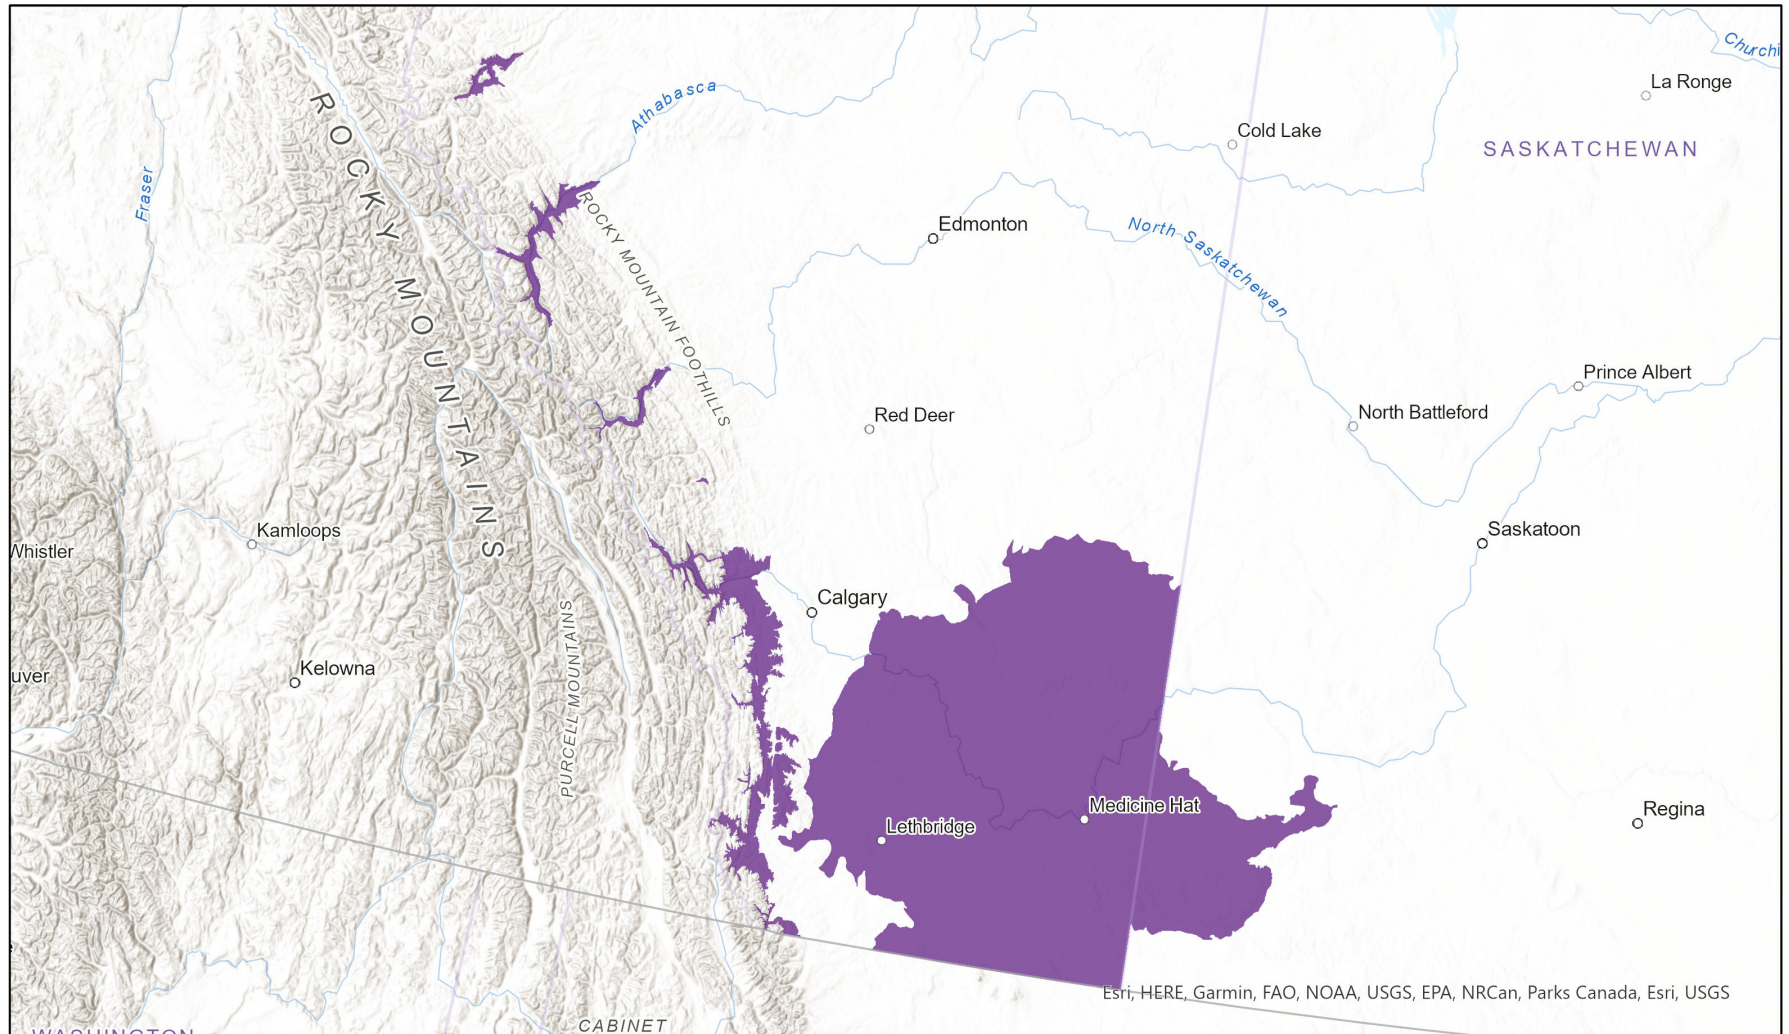 Churchi
La Ronge
Athabasca
Cold Lake
SASKATCHEWAN
ROCKY MOUNTAINS
Fraser
ROCKY MOUNTAIN FOOTHILLS
Edmonton
North Saskatchewan
Prince Albert
Red Deer
North Battleford
Kamloops
Saskatoon
Whistler
Calgary
PURCELL MOUNTAINS
Kelowna
uver
Medicine Hat
Regina
Lethbridge
e
Esri, HERE, Garmin, FAO, NOAA, USGS, EPA, NRCan, Parks Canada, Esri, USGS
CABINET
WASHINGTON